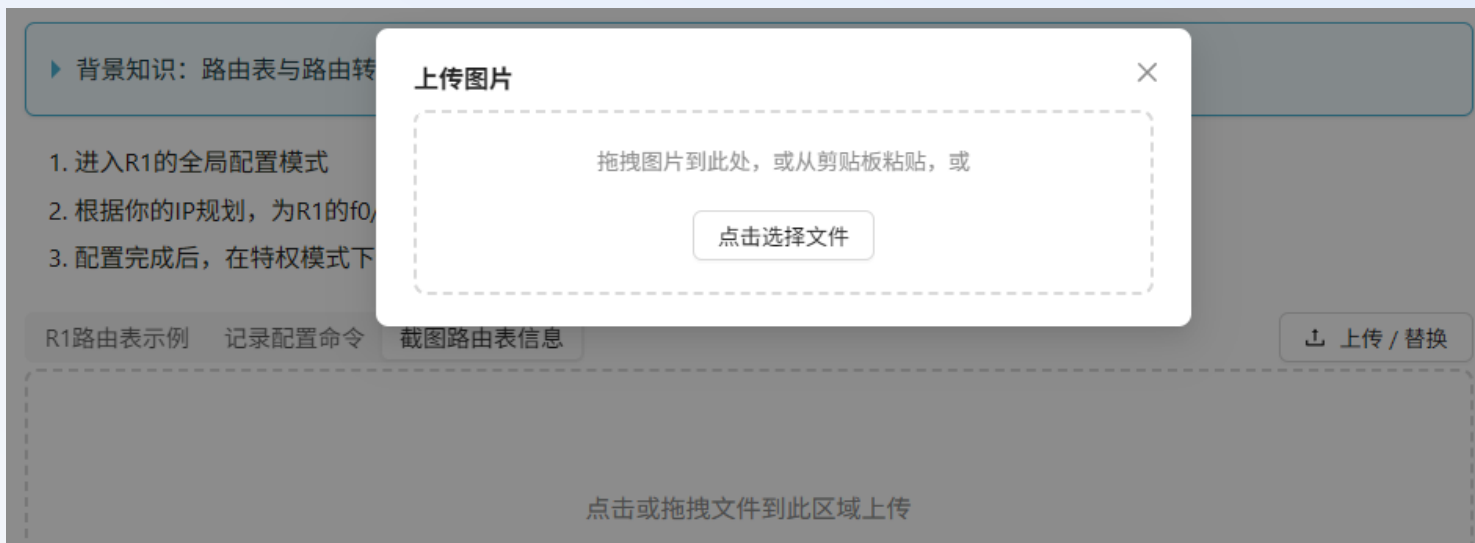 背景知识：路由表与路由转
上传图片
拖拽图片到此处，或从剪贴板粘贴，或
点击选择文件
1. 进入R1的全局配置模式
2. 根据你的IP规划，为R1的f0/
3. 配置完成后，在特权模式下
R1路由表示例 记录配置命令 截图路由表信息 上传 / 替换
点击或拖拽文件到此区域上传